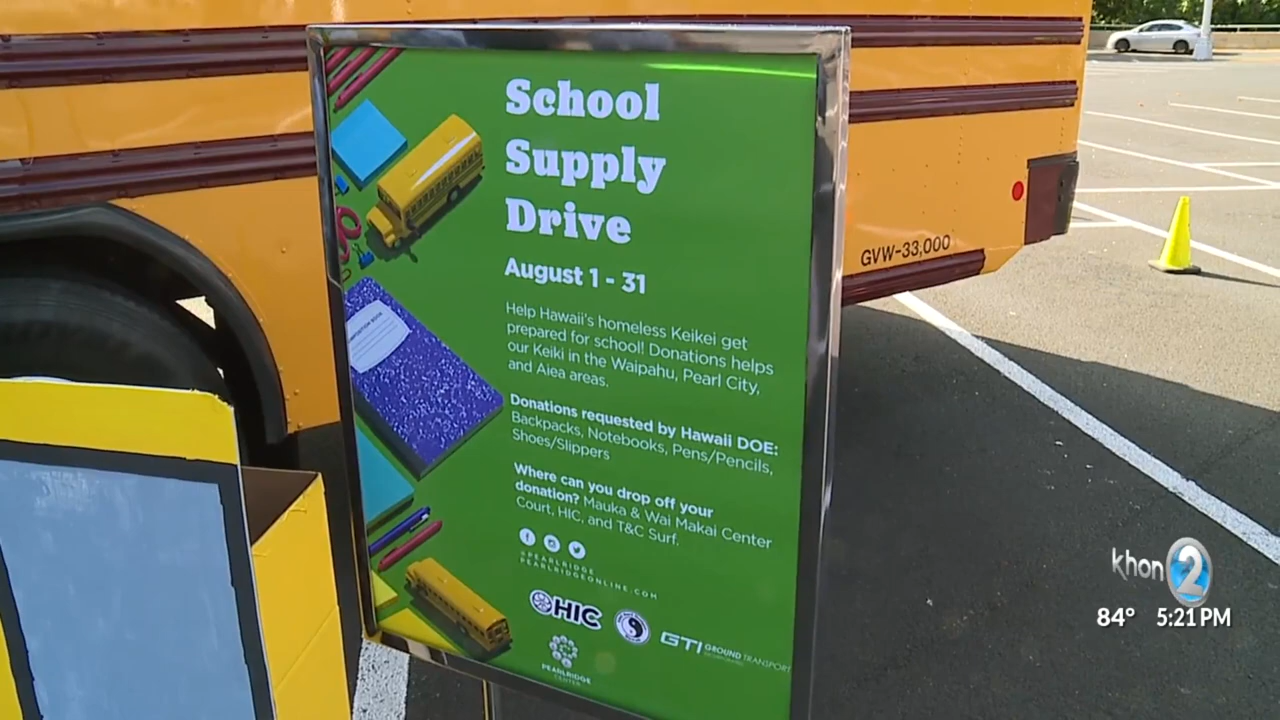 School
Supply
Drive
August 1 - 31
Help Hawaii's homeless Keikei get
prepared for school! Donations helps
our Keiki in the Waipahu, Pearl City,
and Aiea areas.
Donations requested by Hawaii DOE:
Backpacks, Notebooks, Pens/Pencils,
Shoes/Slippers
Where can you drop off your
donation? Mauka & Wai Makai Center
Court, HIC, and T&C Surf.
@PEARLRIDGE
PEARLRIDGEONLINE.COM
HIC
GTI GROUND TRANSPORT
INCORPORATED
PEARLRIDGE
CENTER
COMPOSITION BOOK
GVW-33,000
khon 2
84° 5:21 PM